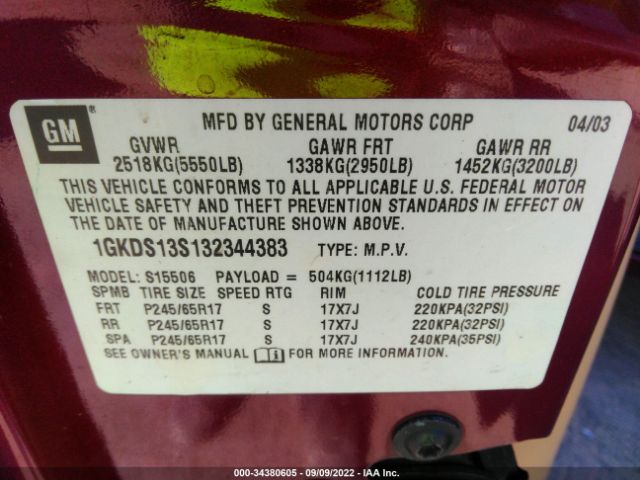 GM ®
MFD BY GENERAL MOTORS CORP 04/03
GVWR GAWR FRT GAWR RR
2518KG(5550LB) 1338KG(2950LB) 1452KG(3200LB)
THIS VEHICLE CONFORMS TO ALL APPLICABLE U.S. FEDERAL MOTOR
VEHICLE SAFETY AND THEFT PREVENTION STANDARDS IN EFFECT ON
THE DATE OF MANUFACTURE SHOWN ABOVE.
1GKDS13S132344383 TYPE: M.P.V.
MODEL: S15506 PAYLOAD = 504KG(1112LB)
SPMB TIRE SIZE SPEED RTG RIM COLD TIRE PRESSURE
FRT P245/65R17 S 17X7J 220KPA(32PSI)
RR P245/65R17 S 17X7J 220KPA(32PSI)
SPA P245/65R17 S 17X7J 240KPA(35PSI)
SEE OWNER'S MANUAL i FOR MORE INFORMATION.
000-34380605 - 09/09/2022 - IAA Inc.